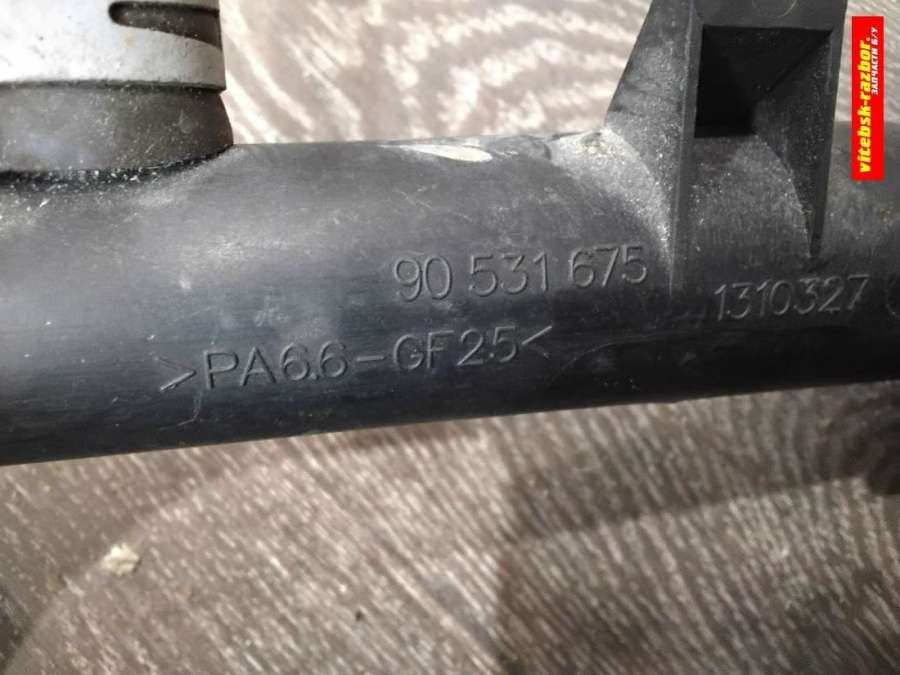 vitebsk-razbor.
ЗАПЧАСТИ Б/У
90 531 675
1310327
>PA6.6-GF25<